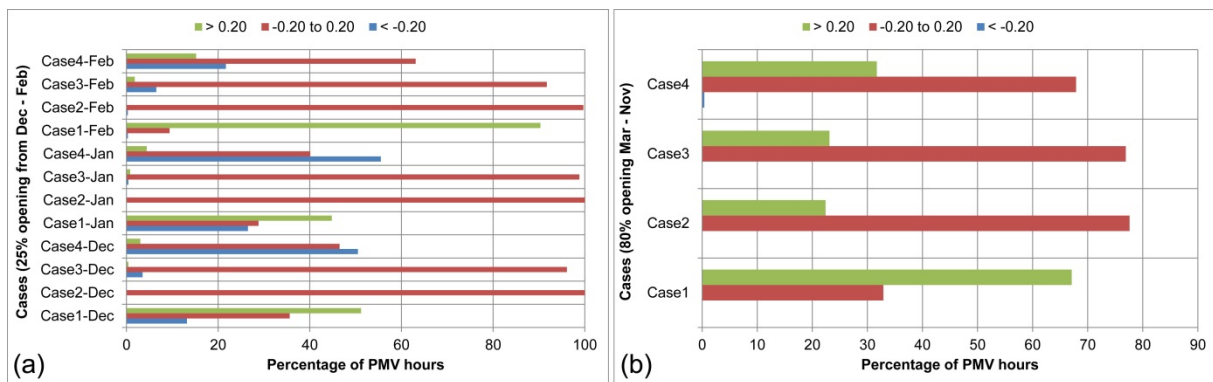 > 0.20 -0.20 to 0.20 < -0.20
Case4-Feb
Case3-Feb
Case2-Feb
Case1-Feb
Case4-Jan
Case3-Jan
Case2-Jan
Case1-Jan
Case4-Dec
Case3-Dec
Case2-Dec
Case1-Dec
Cases (25% opening from Dec - Feb)
0 20 40 60 80 100
Percentage of PMV hours
(a)
> 0.20 -0.20 to 0.20 < -0.20
Case4
Case3
Case2
Case1
Cases (80% opening Mar - Nov)
0 10 20 30 40 50 60 70 80 90
Percentage of PMV hours
(b)